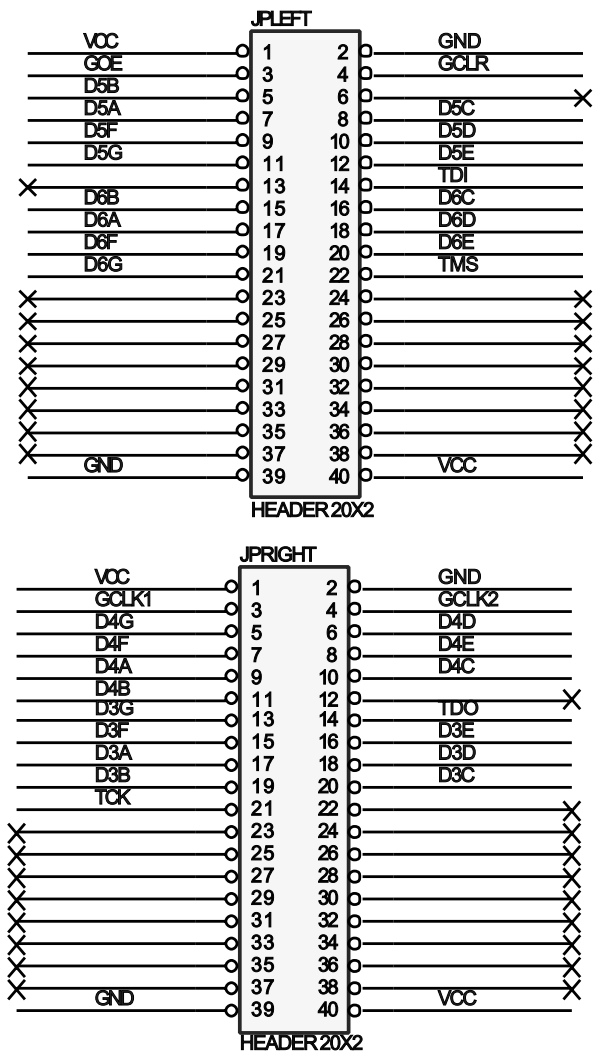 JPLEFT
VCC 1 2 GND
GOE 3 4 GCLR
D5B 5 6
D5A 7 8 D5C
D5F 9 10 D5D
D5G 11 12 D5E
13 14 TDI
D6B 15 16 D6C
D6A 17 18 D6D
D6F 19 20 D6E
D6G 21 22 TMS
23 24
25 26
27 28
29 30
31 32
33 34
35 36
37 38
GND 39 40 VCC
HEADER 20X2
JPRIGHT
VCC 1 2 GND
GCLK1 3 4 GCLK2
D4G 5 6 D4D
D4F 7 8 D4E
D4A 9 10 D4C
D4B 11 12
D3G 13 14 TDO
D3F 15 16 D3E
D3A 17 18 D3D
D3B 19 20 D3C
TCK 21 22
23 24
25 26
27 28
29 30
31 32
33 34
35 36
37 38
GND 39 40 VCC
HEADER 20X2